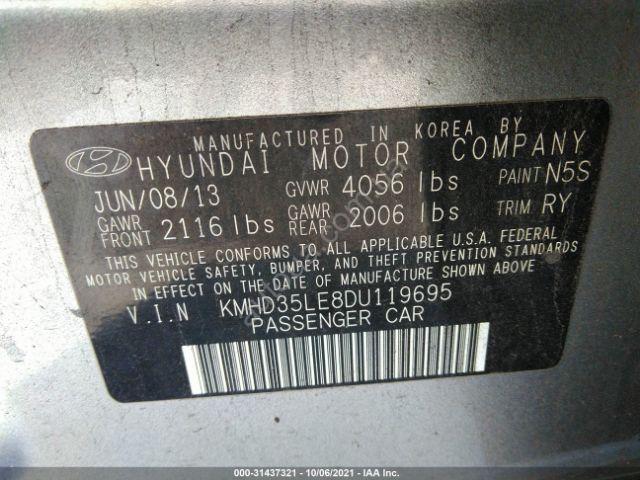 MANUFACTURED IN KOREA BY
HYUNDAI MOTOR COMPANY
JUN/08/13 GVWR 4056 lbs PAINT N5S
GAWR FRONT 2116 lbs GAWR REAR 2006 lbs TRIM RY
THIS VEHICLE CONFORMS TO ALL APPLICABLE U.S.A. FEDERAL
MOTOR VEHICLE SAFETY, BUMPER, AND THEFT PREVENTION STANDARDS
IN EFFECT ON THE DATE OF MANUFACTURE SHOWN ABOVE
V.I.N KMHD35LE8DU119695
PASSENGER CAR
000-31437321 - 10/06/2021 - IAA Inc.